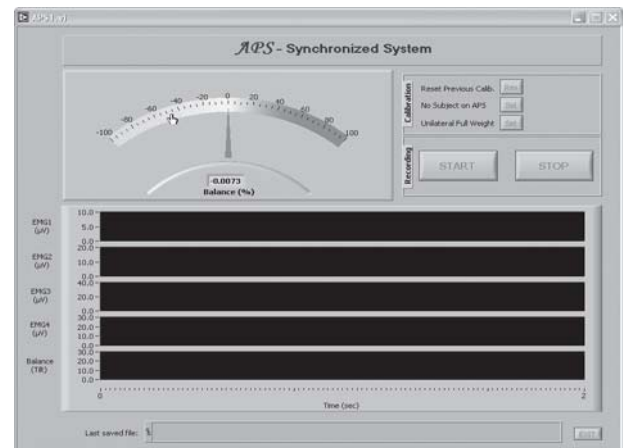 APS1.vi
APS - Synchronized System
-100 -80 -60 -40 -20 0 20 40 60 80 100
-0.0073
Balance (%)
Calibration
Reset Previous Calib.
No Subject on APS Set
Unilateral Full Weight Set
Recording
START STOP
EMG1
(µV)
10.0
5.0
0.0
EMG2
(µV)
20.0
10.0
0.0
EMG3
(µV)
40.0
20.0
0.0
EMG4
(µV)
30.0
20.0
10.0
0.0
Balance
(Tilt)
30.0
20.0
10.0
0.0
0 2
Time (sec)
Last saved file: %
EXIT